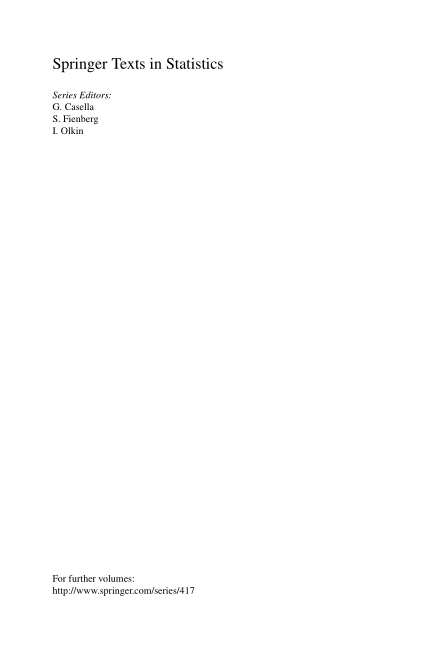 Springer Texts in Statistics
Series Editors:
G. Casella
S. Fienberg
I. Olkin
For further volumes:
http://www.springer.com/series/417